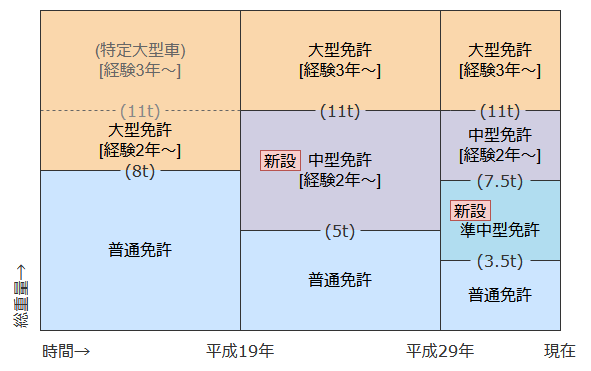 (特定大型車)
[経験3年〜]
(11t)
大型免許
[経験2年〜]
(8t)
普通免許
大型免許
[経験3年〜]
(11t)
新設
中型免許
[経験2年〜]
(5t)
普通免許
大型免許
[経験3年〜]
(11t)
中型免許
[経験2年〜]
(7.5t)
新設
準中型免許
(3.5t)
普通免許
総重量→
時間→
平成19年
平成29年
現在